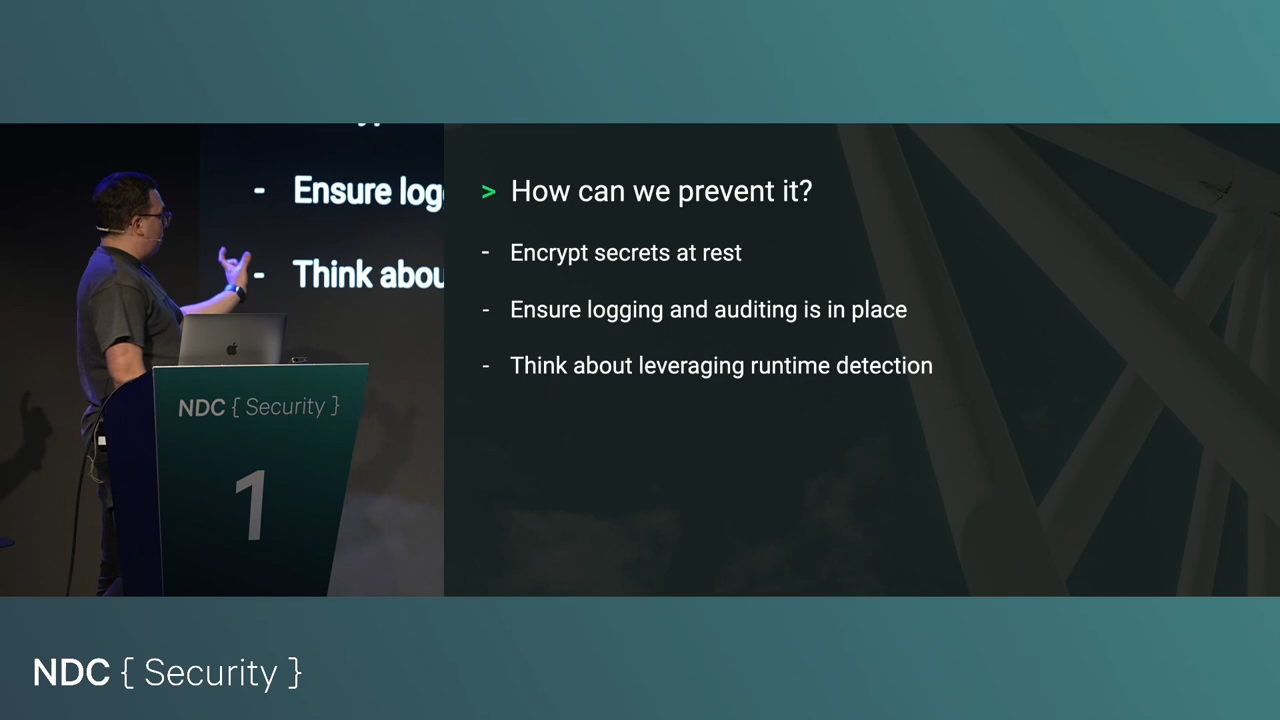 - Ensure log
- Think abou
> How can we prevent it?
- Encrypt secrets at rest
- Ensure logging and auditing is in place
- Think about leveraging runtime detection
NDC { Security }
1
NDC { Security }